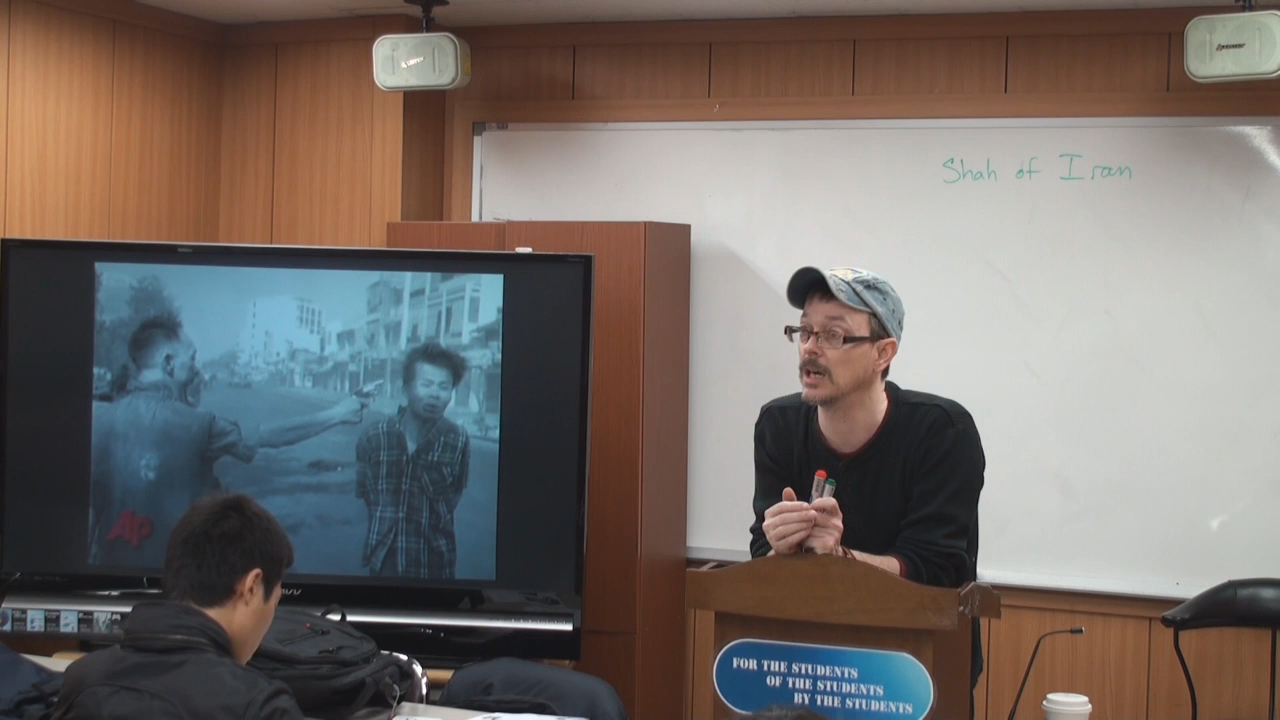 Shah of Iran
AP
FOR THE STUDENTS
OF THE STUDENTS
BY THE STUDENTS